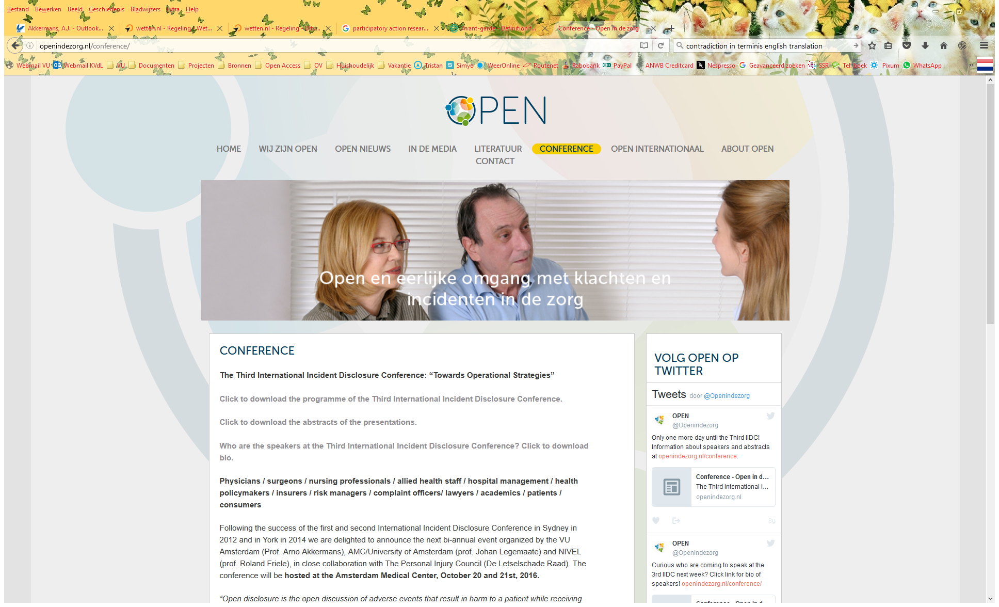 Bestand Bewerken Beeld Geschiedenis Bladwijzers Extra Help
Akkermans, A.J. - Outlook... wetten.nl - Regeling - Wet... wetten.nl - Regeling - Uitv... participatory action resear... Avant-garde - Definition f... Conference - Open in de zorg
openindezorg.nl/conference/ contradiction in terminis english translation
Webmail VU Webmail KVdL VU Documenten Projecten Bronnen Open Access OV Huishoudelijk Vakantie Tristan Simyo WeerOnline Routenet Rabobank PayPal ANWB Creditcard Nespresso Geavanceerd zoeken SSR Tel. boek Pixum WhatsApp »
OPEN
HOME WIJ ZIJN OPEN OPEN NIEUWS IN DE MEDIA LITERATUUR CONFERENCE OPEN INTERNATIONAAL ABOUT OPEN
CONTACT
Open en eerlijke omgang met klachten en
incidenten in de zorg
CONFERENCE
The Third International Incident Disclosure Conference: “Towards Operational Strategies”
Click to download the programme of the Third International Incident Disclosure Conference.
Click to download the abstracts of the presentations.
Who are the speakers at the Third International Incident Disclosure Conference? Click to download
bio.
Physicians / surgeons / nursing professionals / allied health staff / hospital management / health
policymakers / insurers / risk managers / complaint officers/ lawyers / academics / patients /
consumers
Following the success of the first and second International Incident Disclosure Conference in Sydney in
2012 and in York in 2014 we are delighted to announce the next bi-annual event organized by the VU
Amsterdam (Prof. Arno Akkermans), AMC/University of Amsterdam (prof. Johan Legemaate) and NIVEL
(prof. Roland Friele), in close collaboration with The Personal Injury Council (De Letselschade Raad). The
conference will be hosted at the Amsterdam Medical Center, October 20 and 21st, 2016.
“Open disclosure is the open discussion of adverse events that result in harm to a patient while receiving
VOLG OPEN OP
TWITTER
Tweets door @Openindezorg
OPEN
@Openindezorg
Only one more day until the Third IIDC!
Information about speakers and abstracts
at openindezorg.nl/conference.
Conference - Open in d...
The Third International I...
openindezorg.nl
8u
OPEN
@Openindezorg
Curious who are coming to speak at the
3rd IIDC next week? Click link for bio of
speakers! openindezorg.nl/conference/
Conference - Open in d...